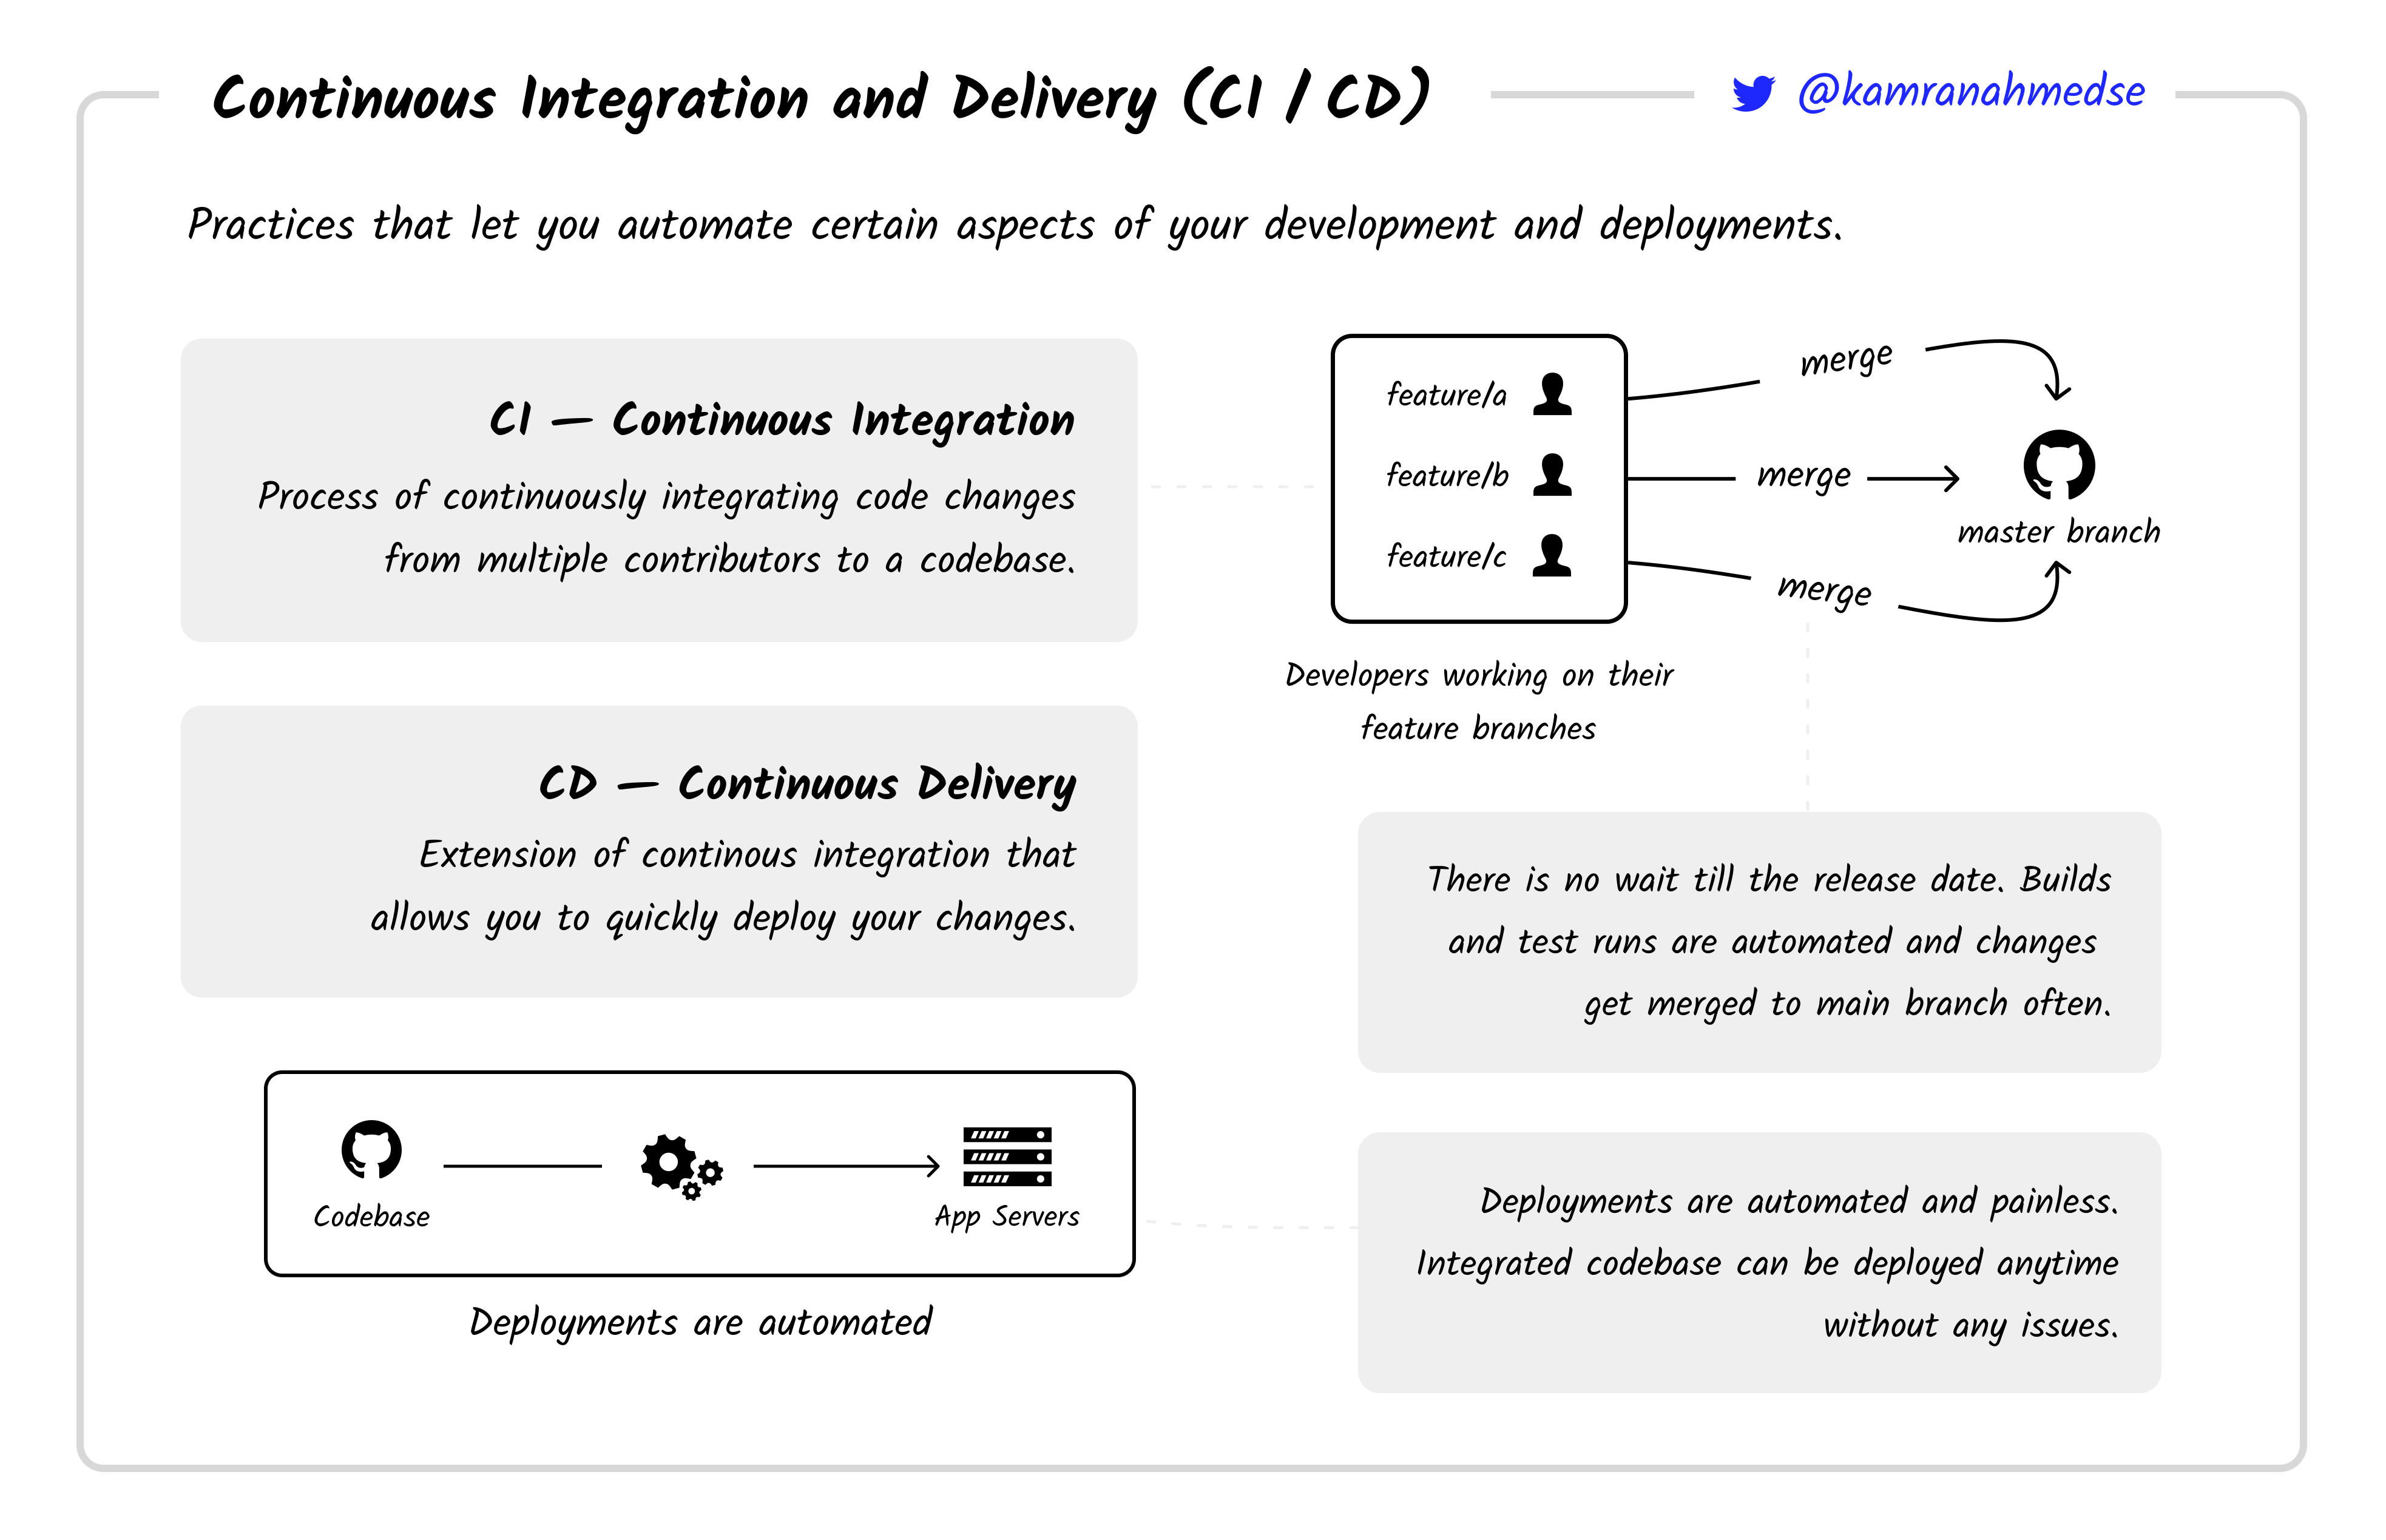 Continuous Integration and Delivery (CI / CD)
@kamranahmedse
Practices that let you automate certain aspects of your development and deployments.
CI — Continuous Integration
Process of continuously integrating code changes
from multiple contributors to a codebase.
feature/a
feature/b
feature/c
merge
merge
merge
master branch
Developers working on their
feature branches
CD — Continuous Delivery
Extension of continous integration that
allows you to quickly deploy your changes.
There is no wait till the release date. Builds
and test runs are automated and changes
get merged to main branch often.
Codebase
App Servers
Deployments are automated
Deployments are automated and painless.
Integrated codebase can be deployed anytime
without any issues.